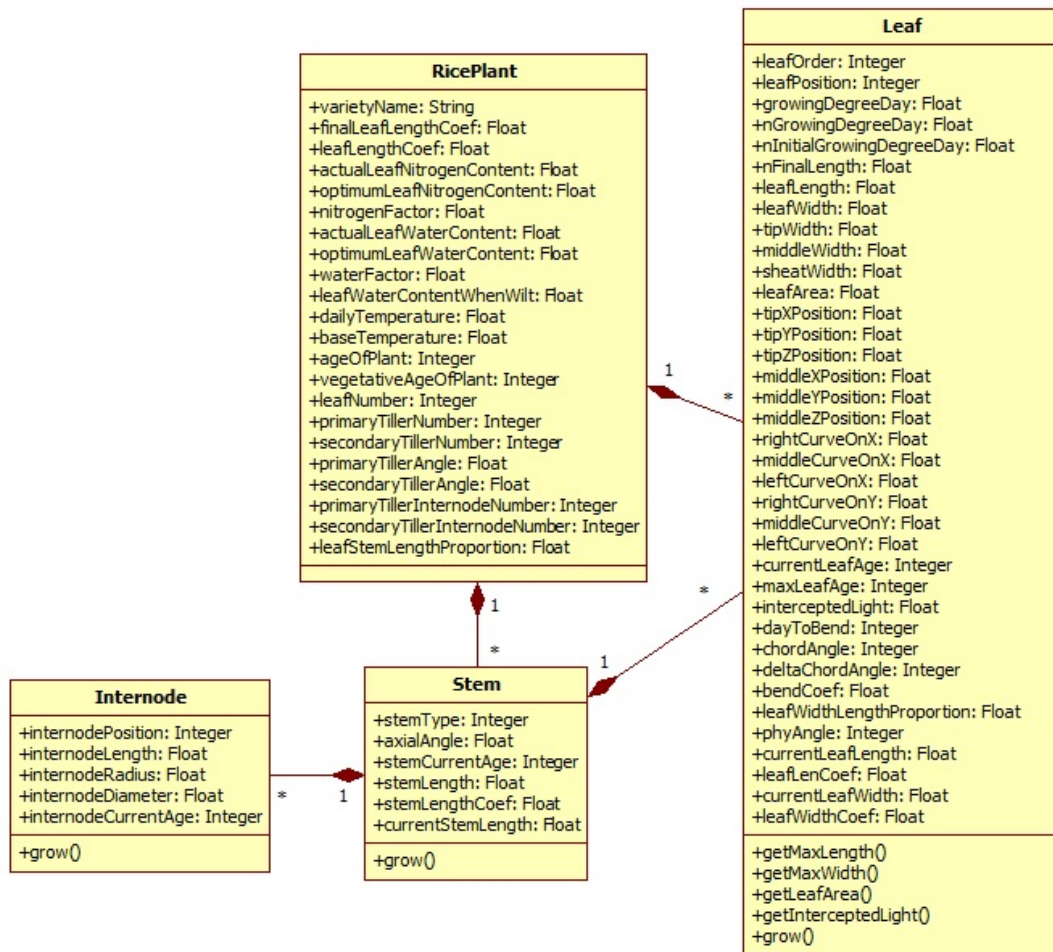 RicePlant
+varietyName: String
+finalLeafLengthCoef: Float
+leafLengthCoef: Float
+actualLeafNitrogenContent: Float
+optimumLeafNitrogenContent: Float
+nitrogenFactor: Float
+actualLeafWaterContent: Float
+optimumLeafWaterContent: Float
+waterFactor: Float
+leafWaterContentWhenWilt: Float
+dailyTemperature: Float
+baseTemperature: Float
+ageOfPlant: Integer
+vegetativeAgeOfPlant: Integer
+leafNumber: Integer
+primaryTillerNumber: Integer
+secondaryTillerNumber: Integer
+primaryTillerAngle: Float
+secondaryTillerAngle: Float
+primaryTillerInternodeNumber: Integer
+secondaryTillerInternodeNumber: Integer
+leafStemLengthProportion: Float
1
*
1
*
1
*
Leaf
+leafOrder: Integer
+leafPosition: Integer
+growingDegreeDay: Float
+nGrowingDegreeDay: Float
+nInitialGrowingDegreeDay: Float
+nFinalLength: Float
+leafLength: Float
+leafWidth: Float
+tipWidth: Float
+middleWidth: Float
+sheatWidth: Float
+leafArea: Float
+tipXPosition: Float
+tipYPosition: Float
+tipZPosition: Float
+middleXPosition: Float
+middleYPosition: Float
+middleZPosition: Float
+rightCurveOnX: Float
+middleCurveOnX: Float
+leftCurveOnX: Float
+rightCurveOnY: Float
+middleCurveOnY: Float
+leftCurveOnY: Float
+currentLeafAge: Integer
+maxLeafAge: Integer
+interceptedLight: Float
+dayToBend: Integer
+chordAngle: Integer
+deltaChordAngle: Integer
+bendCoef: Float
+leafWidthLengthProportion: Float
+phyAngle: Integer
+currentLeafLength: Float
+leafLenCoef: Float
+currentLeafWidth: Float
+leafWidthCoef: Float
+getMaxLength()
+getMaxWidth()
+getLeafArea()
+getInterceptedLight()
+grow()
Internode
+internodePosition: Integer
+internodeLength: Float
+internodeRadius: Float
+internodeDiameter: Float
+internodeCurrentAge: Integer
+grow()
*
1
Stem
+stemType: Integer
+axialAngle: Float
+stemCurrentAge: Integer
+stemLength: Float
+stemLengthCoef: Float
+currentStemLength: Float
+grow()